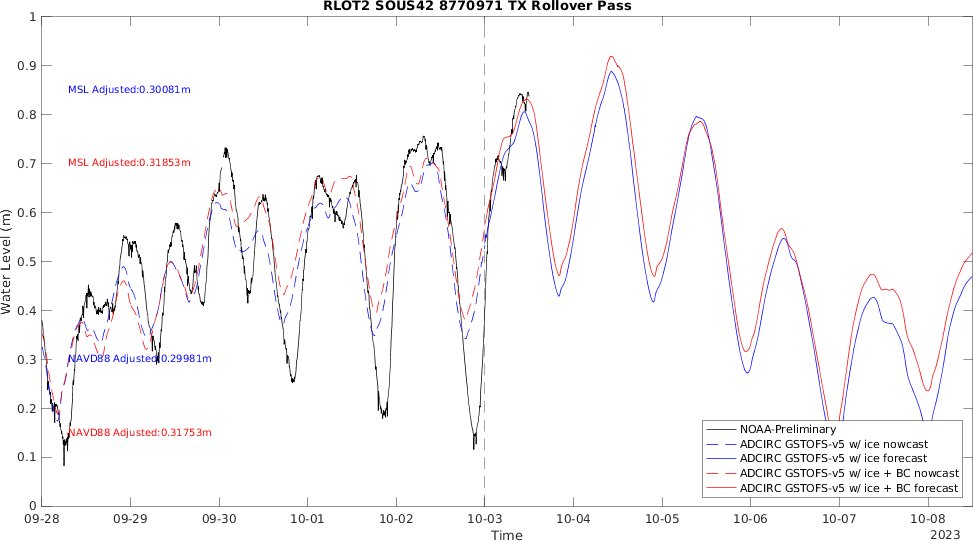 RLOT2 SOUS42 8770971 TX Rollover Pass
1
0.9
0.8
0.7
0.6
0.5
0.4
0.3
0.2
0.1
0
Water Level (m)
MSL Adjusted:0.30081m
MSL Adjusted:0.31853m
NAVD88 Adjusted:0.29981m
NAVD88 Adjusted:0.31753m
NOAA-Preliminary
ADCIRC GSTOFS-v5 w/ ice nowcast
ADCIRC GSTOFS-v5 w/ ice forecast
ADCIRC GSTOFS-v5 w/ ice + BC nowcast
ADCIRC GSTOFS-v5 w/ ice + BC forecast
09-28 09-29 09-30 10-01 10-02 10-03 10-04 10-05 10-06 10-07 10-08
Time
2023